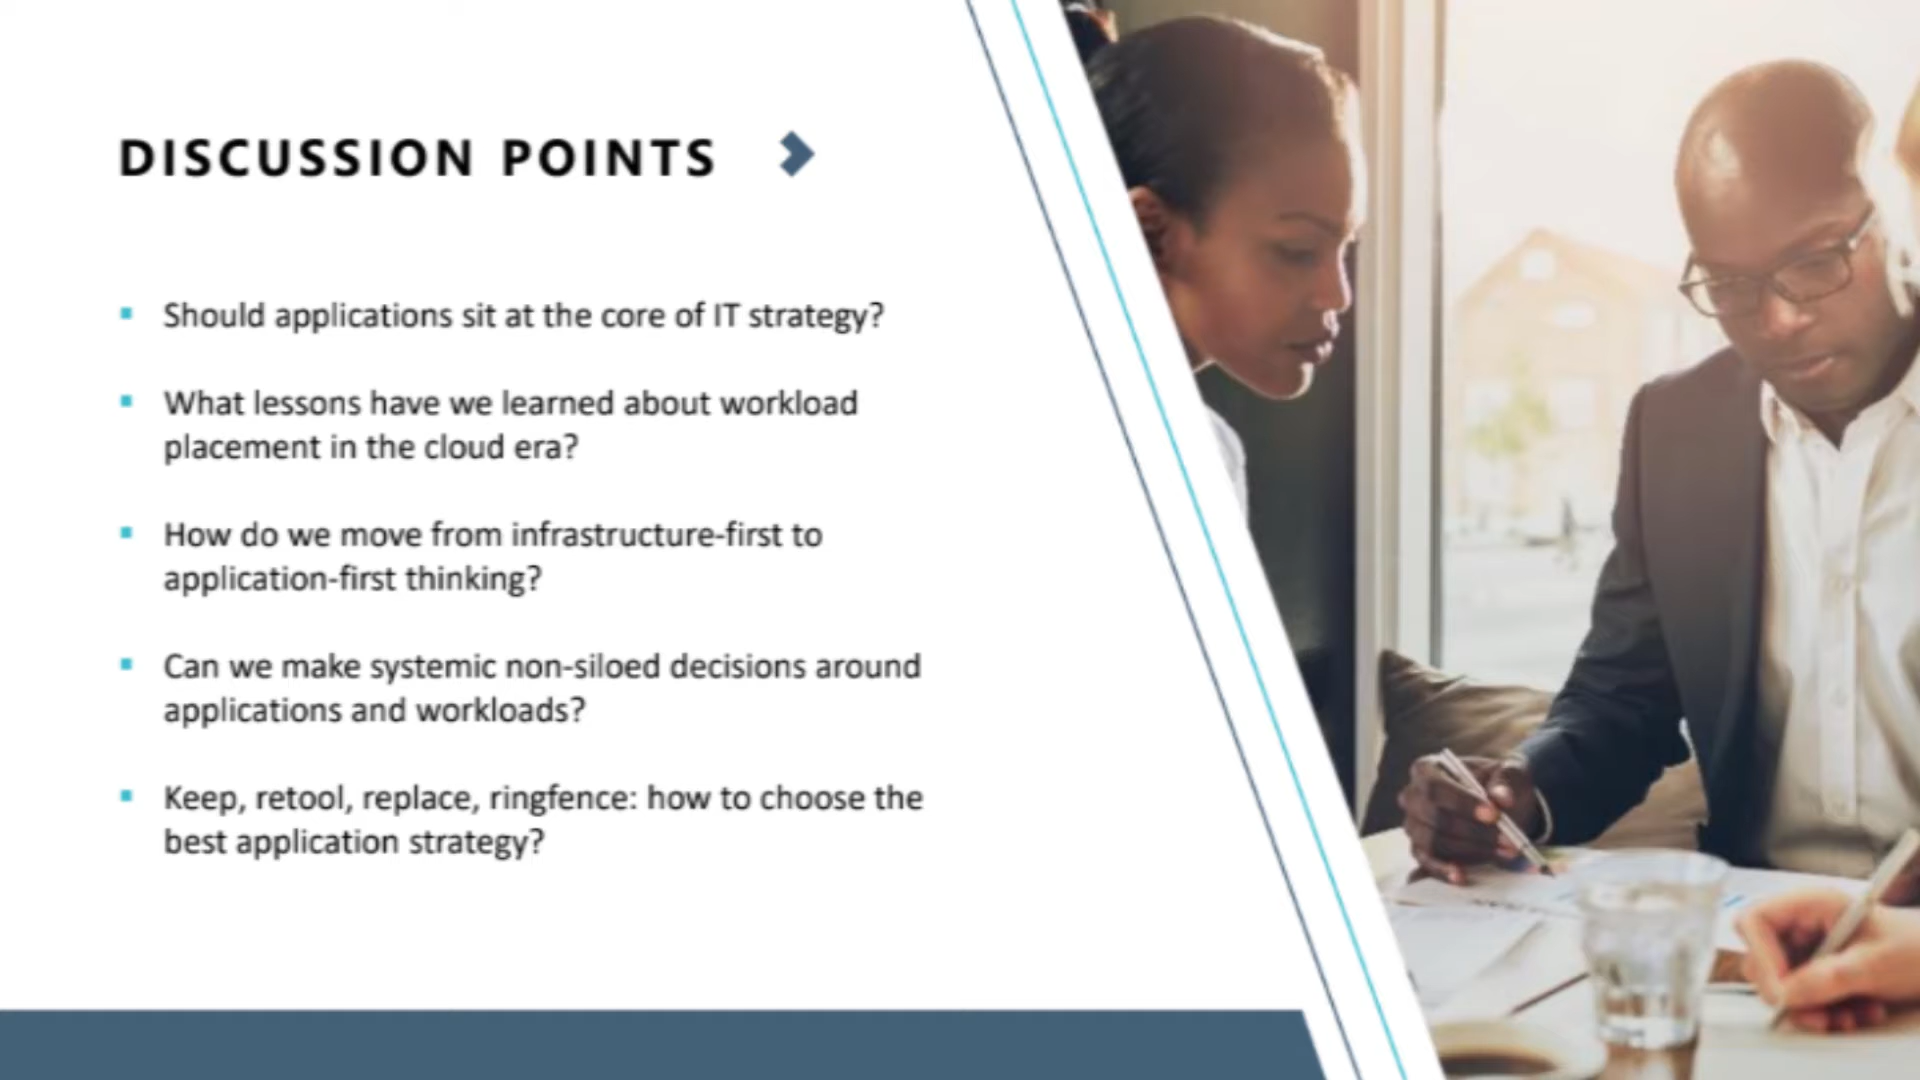 DISCUSSION POINTS
Should applications sit at the core of IT strategy?
What lessons have we learned about workload
placement in the cloud era?
How do we move from infrastructure-first to
application-first thinking?
Can we make systemic non-siloed decisions around
applications and workloads?
Keep, retool, replace, ringfence: how to choose the
best application strategy?